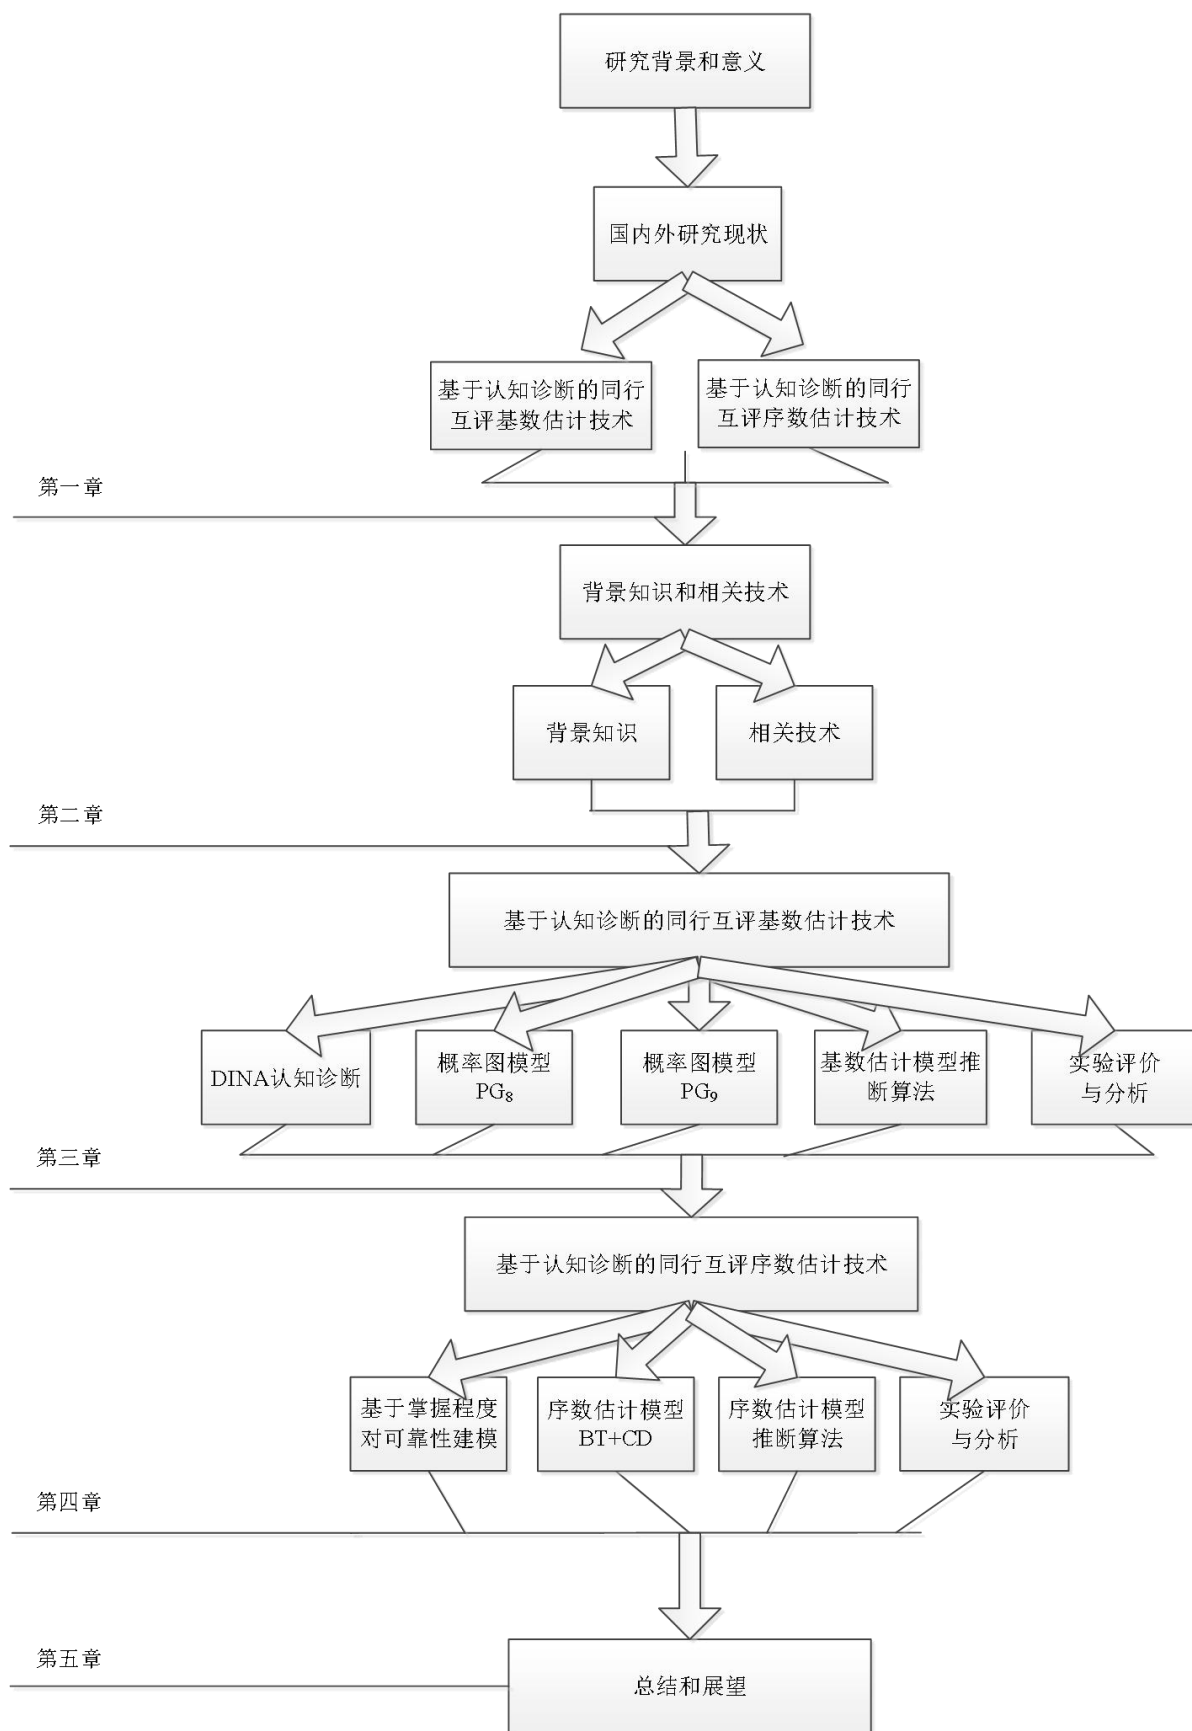 研究背景和意义
国内外研究现状
基于认知诊断的同行
互评基数估计技术
基于认知诊断的同行
互评序数估计技术
第一章
背景知识和相关技术
背景知识
相关技术
第二章
基于认知诊断的同行互评基数估计技术
DINA认知诊断
概率图模型
PG₈
概率图模型
PG₉
基数估计模型推
断算法
实验评价
与分析
第三章
基于认知诊断的同行互评序数估计技术
基于掌握程度
对可靠性建模
序数估计模型
BT+CD
序数估计模型
推断算法
实验评价
与分析
第四章
第五章
总结和展望